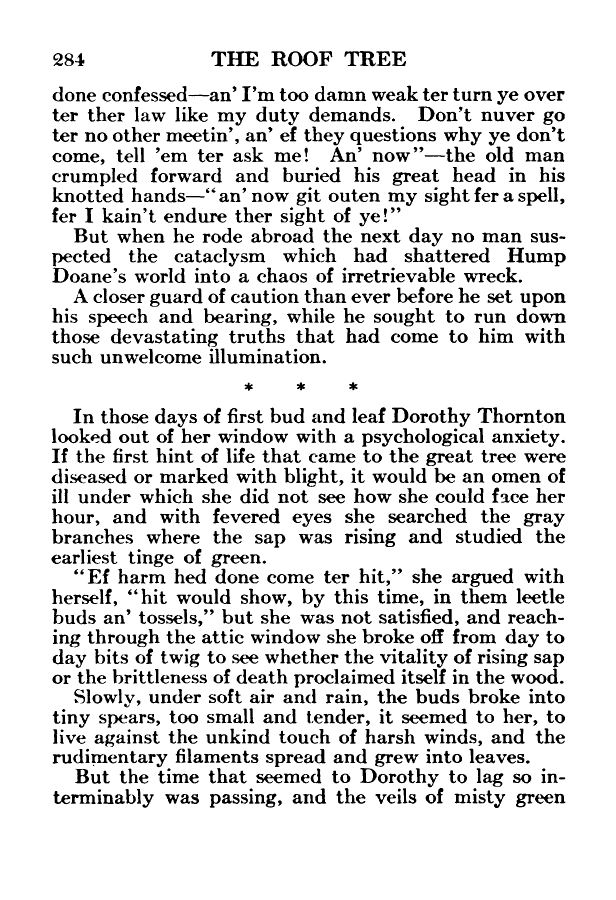 284 THE ROOF TREE
done confessed—an' I'm too damn weak ter turn ye over
ter ther law like my duty demands. Don't nuver go
ter no other meetin', an' ef they questions why ye don't
come, tell 'em ter ask me! An' now"—the old man
crumpled forward and buried his great head in his
knotted hands—"an' now git outen my sight fer a spell,
fer I kain't endure ther sight of ye!"
But when he rode abroad the next day no man sus-
pected the cataclysm which had shattered Hump
Doane's world into a chaos of irretrievable wreck.
A closer guard of caution than ever before he set upon
his speech and bearing, while he sought to run down
those devastating truths that had come to him with
such unwelcome illumination.
* * *
In those days of first bud and leaf Dorothy Thornton
looked out of her window with a psychological anxiety.
If the first hint of life that came to the great tree were
diseased or marked with blight, it would be an omen of
ill under which she did not see how she could face her
hour, and with fevered eyes she searched the gray
branches where the sap was rising and studied the
earliest tinge of green.
"Ef harm hed done come ter hit," she argued with
herself, "hit would show, by this time, in them leetle
buds an' tossels," but she was not satisfied, and reach-
ing through the attic window she broke off from day to
day bits of twig to see whether the vitality of rising sap
or the brittleness of death proclaimed itself in the wood.
Slowly, under soft air and rain, the buds broke into
tiny spears, too small and tender, it seemed to her, to
live against the unkind touch of harsh winds, and the
rudimentary filaments spread and grew into leaves.
But the time that seemed to Dorothy to lag so in-
terminably was passing, and the veils of misty green